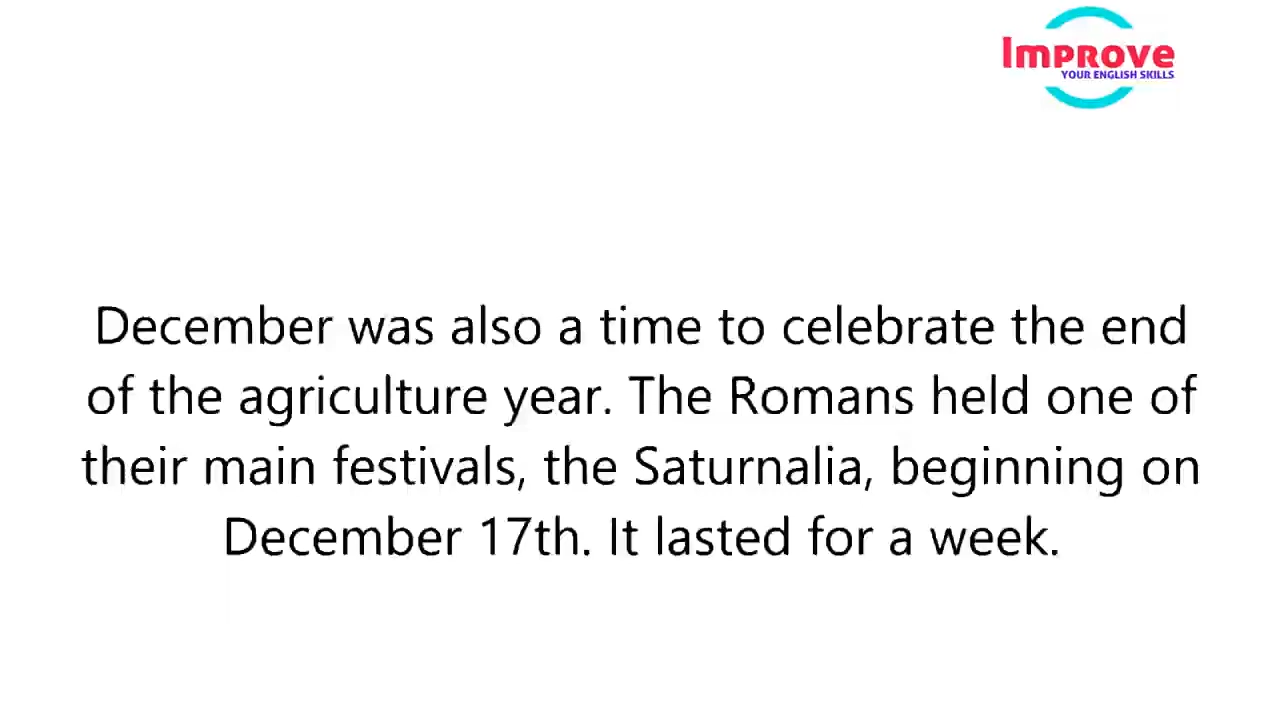 Improve
YOUR ENGLISH SKILLS
December was also a time to celebrate the end
of the agriculture year. The Romans held one of
their main festivals, the Saturnalia, beginning on
December 17th. It lasted for a week.